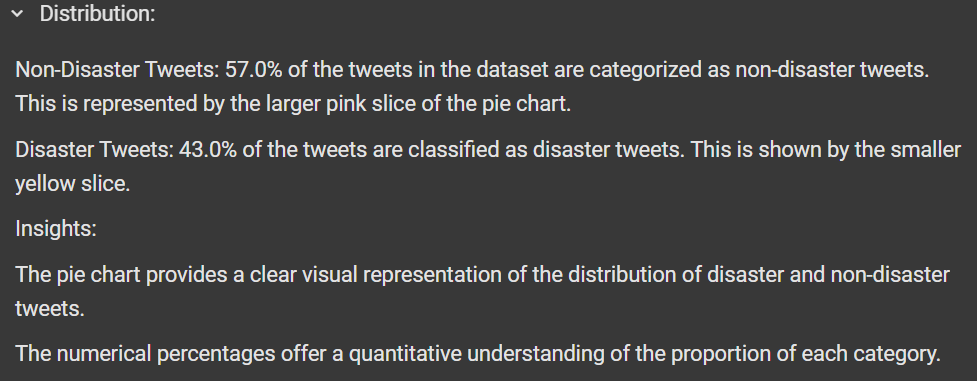 Distribution:
Non-Disaster Tweets: 57.0% of the tweets in the dataset are categorized as non-disaster tweets.
This is represented by the larger pink slice of the pie chart.
Disaster Tweets: 43.0% of the tweets are classified as disaster tweets. This is shown by the smaller
yellow slice.
Insights:
The pie chart provides a clear visual representation of the distribution of disaster and non-disaster
tweets.
The numerical percentages offer a quantitative understanding of the proportion of each category.